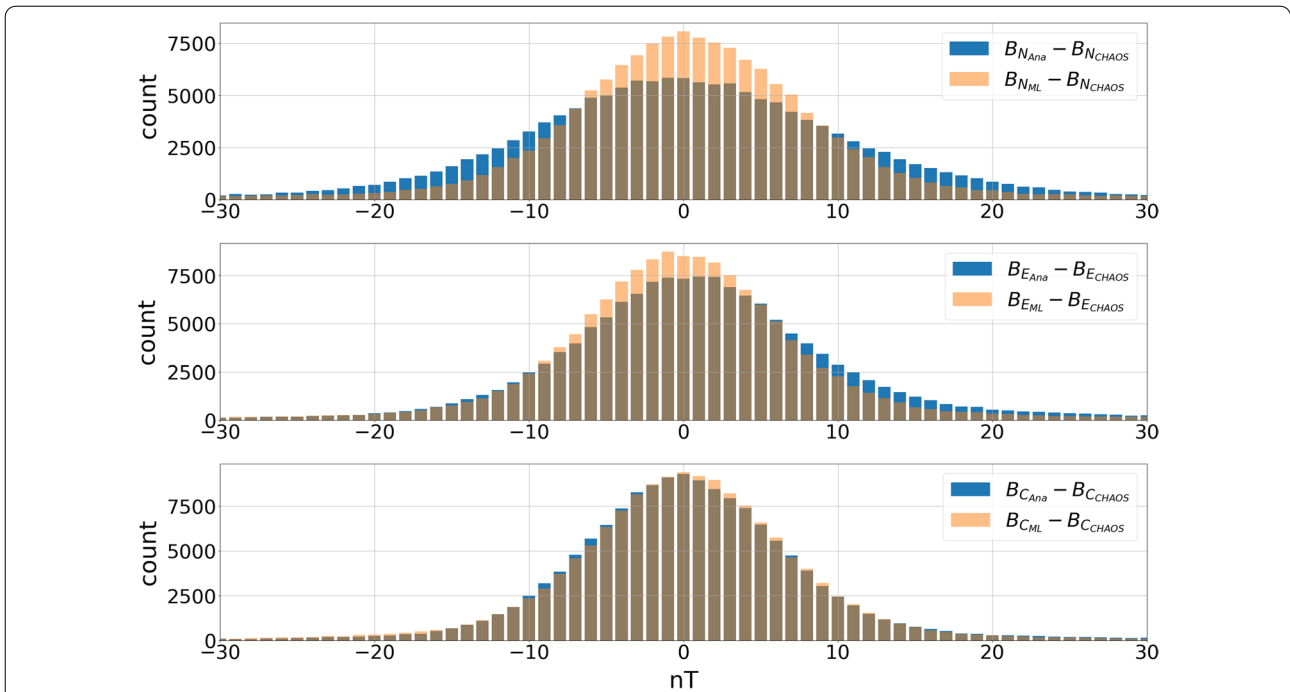 7500
5000
2500
0
count
−30 −20 −10 0 10 20 30
B_{N_{Ana}} − B_{N_{CHAOS}}
B_{N_{ML}} − B_{N_{CHAOS}}
7500
5000
2500
0
count
−30 −20 −10 0 10 20 30
B_{E_{Ana}} − B_{E_{CHAOS}}
B_{E_{ML}} − B_{E_{CHAOS}}
7500
5000
2500
0
count
−30 −20 −10 0 10 20 30
B_{C_{Ana}} − B_{C_{CHAOS}}
B_{C_{ML}} − B_{C_{CHAOS}}
nT